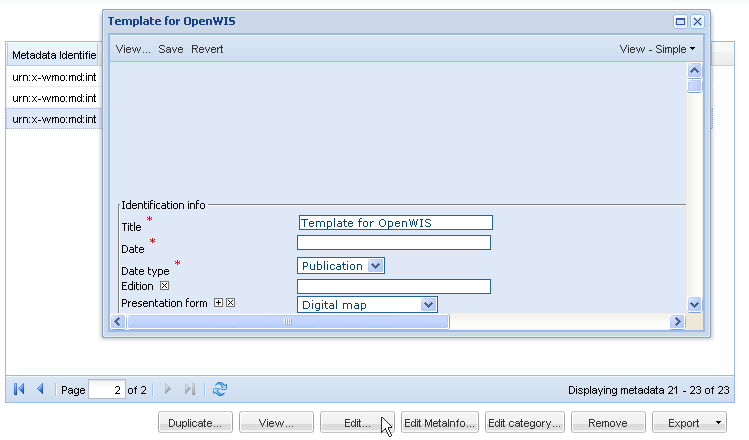 Template for OpenWIS
View... Save Revert View - Simple
Metadata Identifie
urn:x-wmo:md:int
urn:x-wmo:md:int
urn:x-wmo:md:int
Identification info
Title * Template for OpenWIS
Date *
Date type * Publication
Edition
Presentation form Digital map
Page 2 of 2 Displaying metadata 21 - 23 of 23
Duplicate... View... Edit... Edit MetaInfo... Edit category... Remove Export